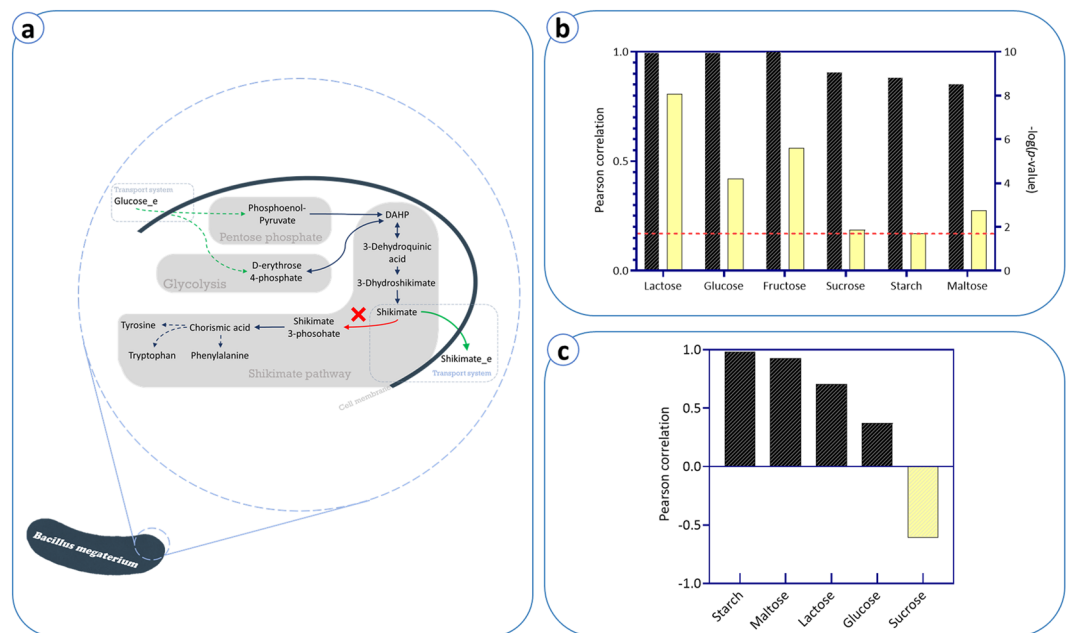 a
Transport system
Glucose_e
Phosphoenol-
Pyruvate
Pentose phosphate
DAHP
3-Dehydroquinic
acid
D-erythrose
4-phosphate
Glycolysis
3-Dhydroshikimate
Shikimate
Tyrosine
Chorismic acid
Shikimate
3-phosohate
Tryptophan
Phenylalanine
Shikimate_e
Transport system
Shikimate pathway
Cell membrane
Bacillus megaterium
b
Pearson correlation
1.0
0.5
0.0
10
8
6
4
2
0
-log(p-value)
Lactose
Glucose
Fructose
Sucrose
Starch
Maltose
c
Pearson correlation
1.0
0.5
0.0
-0.5
-1.0
Starch
Maltose
Lactose
Glucose
Sucrose